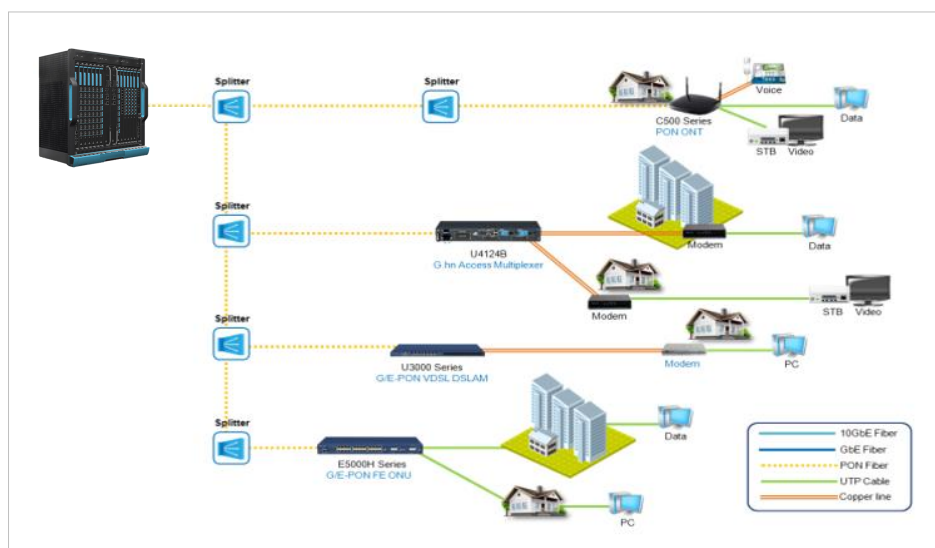 Splitter
Splitter
Voice
C500 Series
PON ONT
Data
STB Video
Splitter
U4124B
G.hn Access Multiplexer
Modem
Data
Modem
STB Video
Splitter
U3000 Series
G/E-PON VDSL DSLAM
Modem
PC
Splitter
E5000H Series
G/E-PON FE ONU
Data
PC
10GbE Fiber
GbE Fiber
PON Fiber
UTP Cable
Copper line